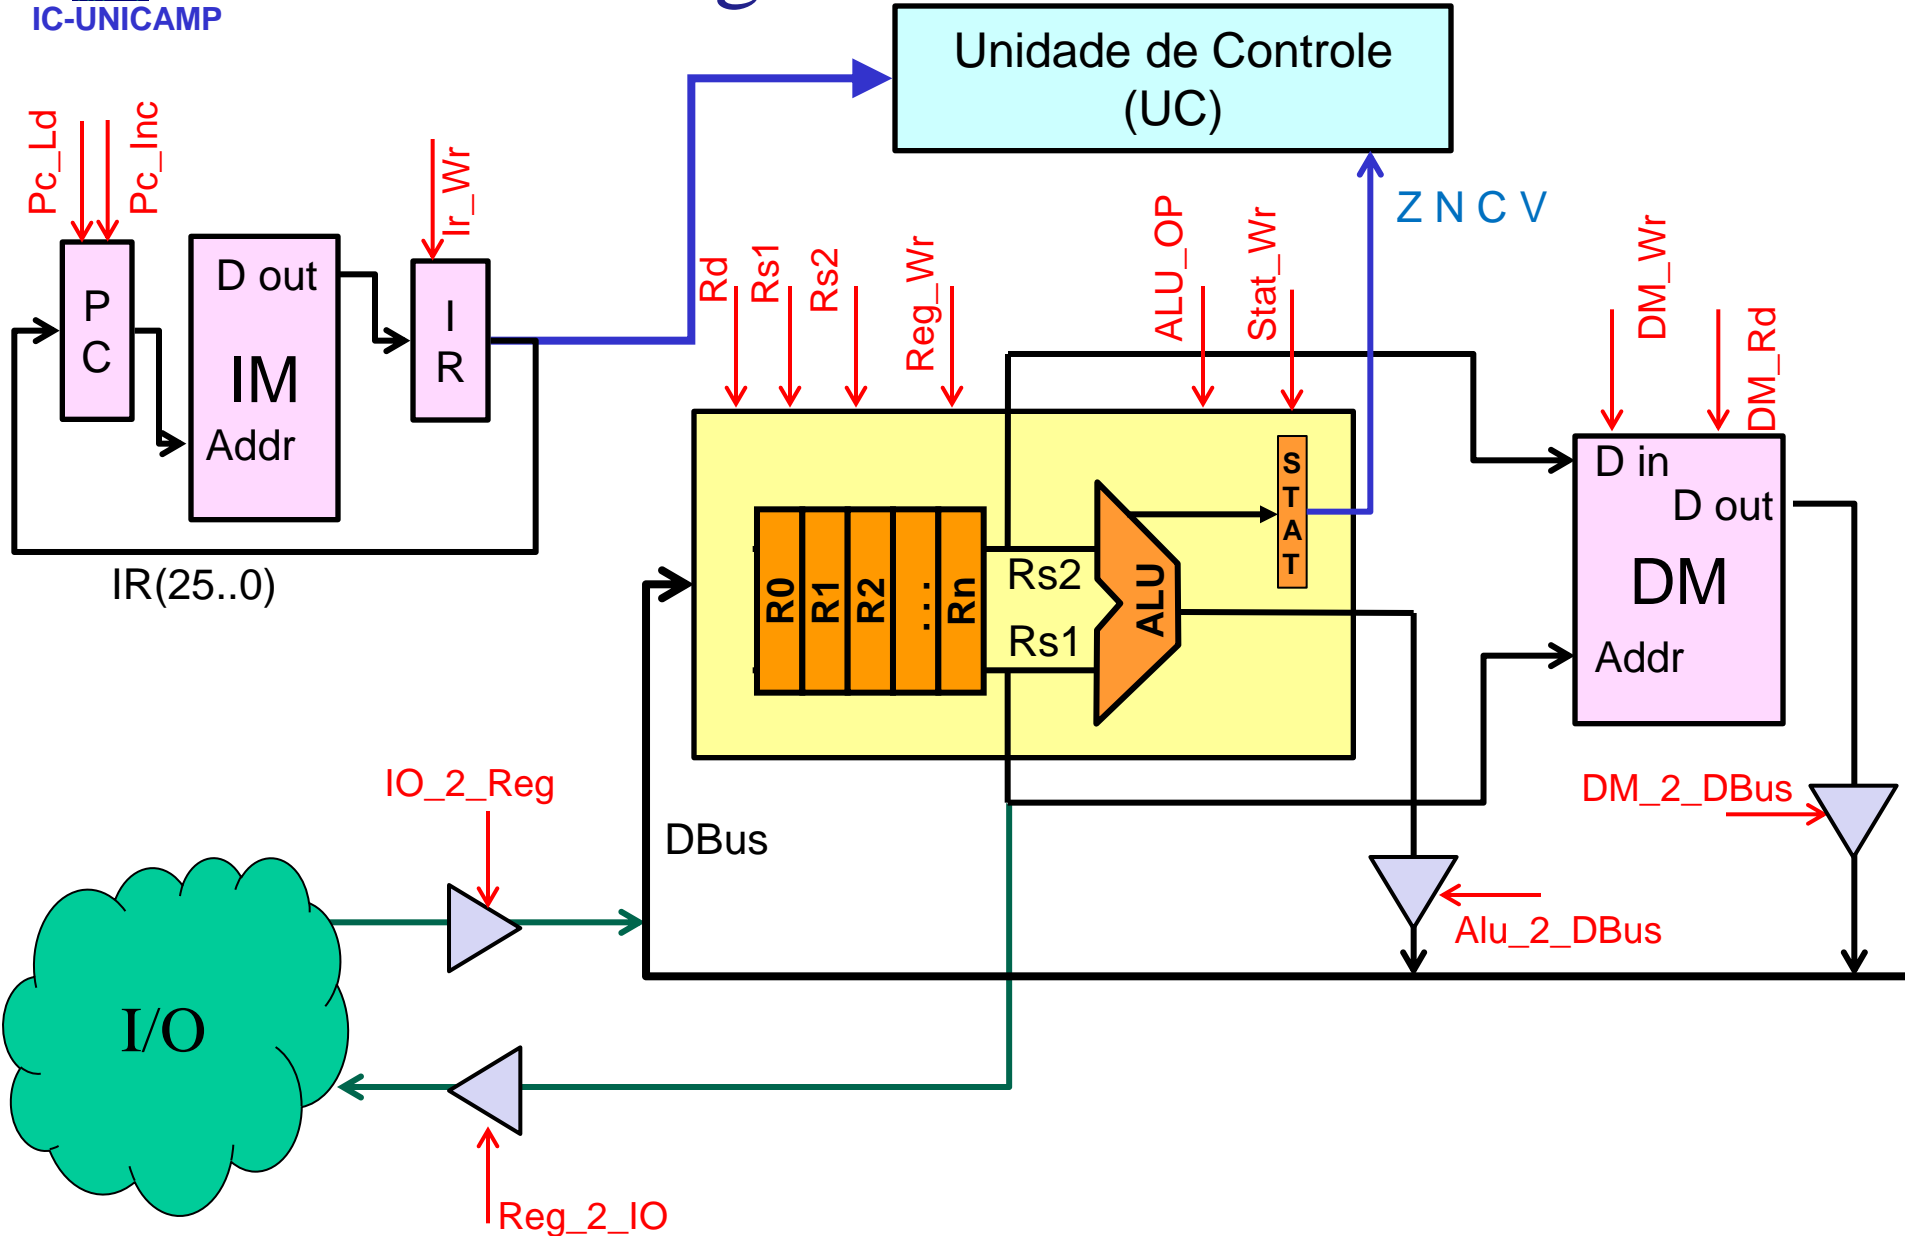 IC-UNICAMP
Unidade de Controle
(UC)
Pc_Ld
Pc_Inc
Ir_Wr
P
C
D out
IM
Addr
I
R
IR(25..0)
Z N C V
Rd
Rs1
Rs2
Reg_Wr
ALU_OP
Stat_Wr
DM_Wr
DM_Rd
R0
R1
R2
...
Rn
Rs2
Rs1
ALU
S
T
A
T
D in
D out
DM
Addr
IO_2_Reg
DBus
DM_2_DBus
Alu_2_DBus
I/O
Reg_2_IO